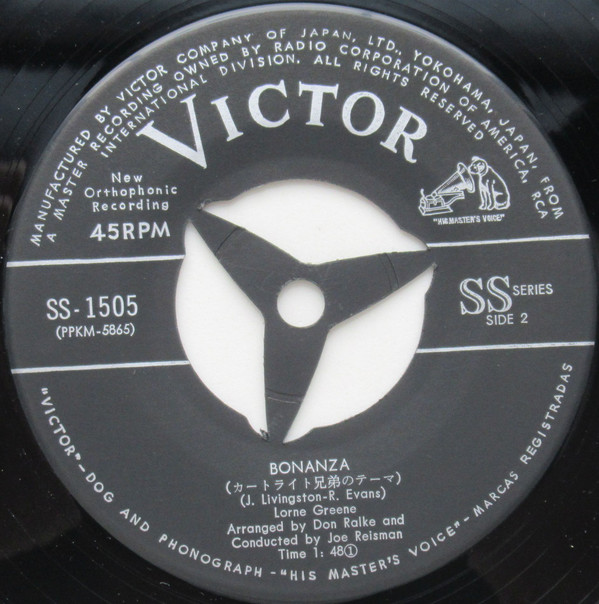 MANUFACTURED BY VICTOR COMPANY OF JAPAN, LTD., YOKOHAMA, JAPAN, FROM
A MASTER RECORDING OWNED BY RADIO CORPORATION OF AMERICA, RCA
INTERNATIONAL DIVISION. ALL RIGHTS RESERVED
VICTOR
New
Orthophonic
Recording
45RPM
"HIS MASTER'S VOICE"
SS-1505
(PPKM-5865)
SS SERIES
SIDE 2
BONANZA
(カートライト兄弟のテーマ)
(J. Livingston-R. Evans)
Lorne Greene
Arranged by Don Ralke and
Conducted by Joe Reisman
Time 1: 48①
"VICTOR"-DOG AND PHONOGRAPH-"HIS MASTER'S VOICE"-MARCAS REGISTRADAS